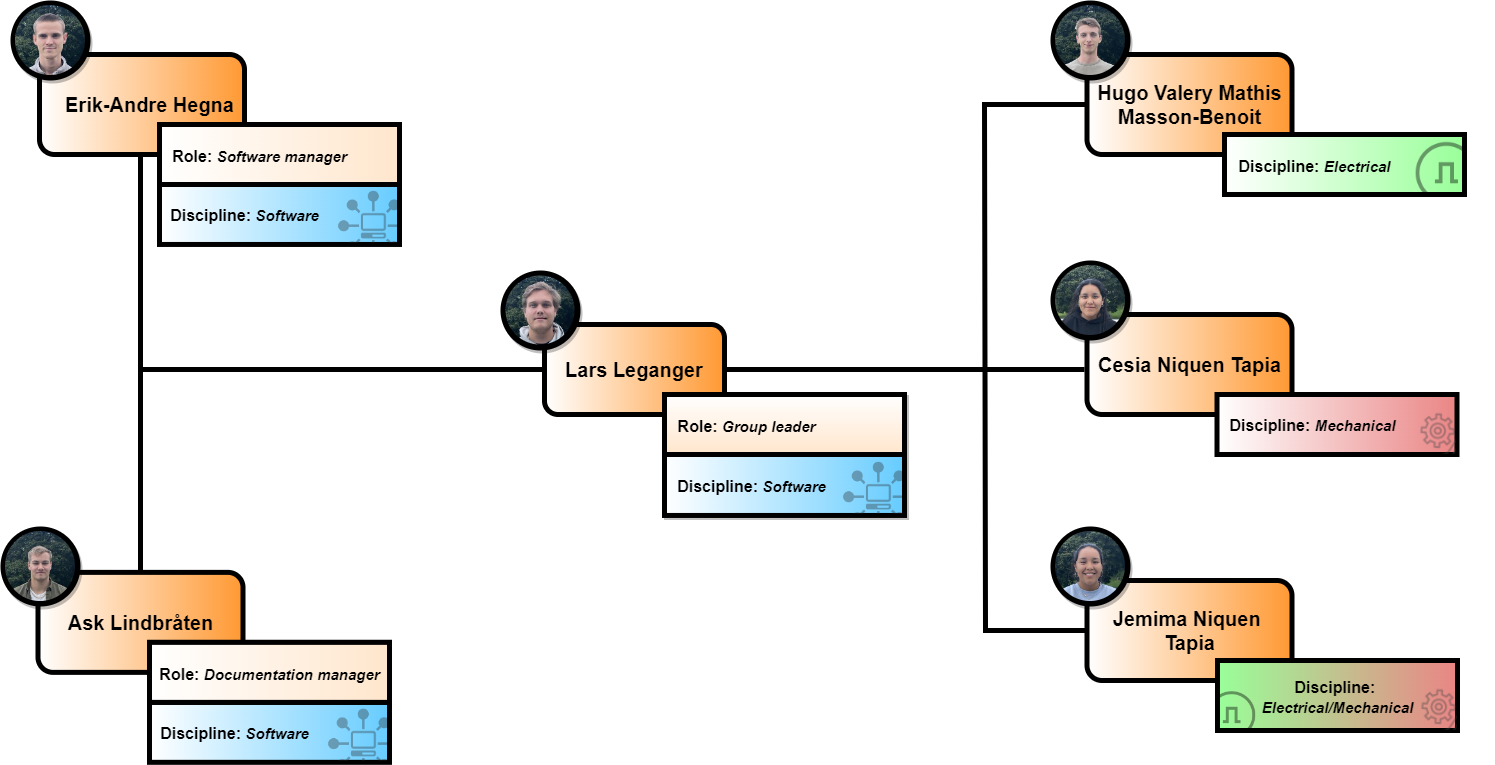 Erik-Andre Hegna
Role: Software manager
Discipline: Software
Hugo Valery Mathis
Masson-Benoit
Discipline: Electrical
Lars Leganger
Role: Group leader
Discipline: Software
Cesia Niquen Tapia
Discipline: Mechanical
Ask Lindbråten
Role: Documentation manager
Discipline: Software
Jemima Niquen
Tapia
Discipline:
Electrical/Mechanical